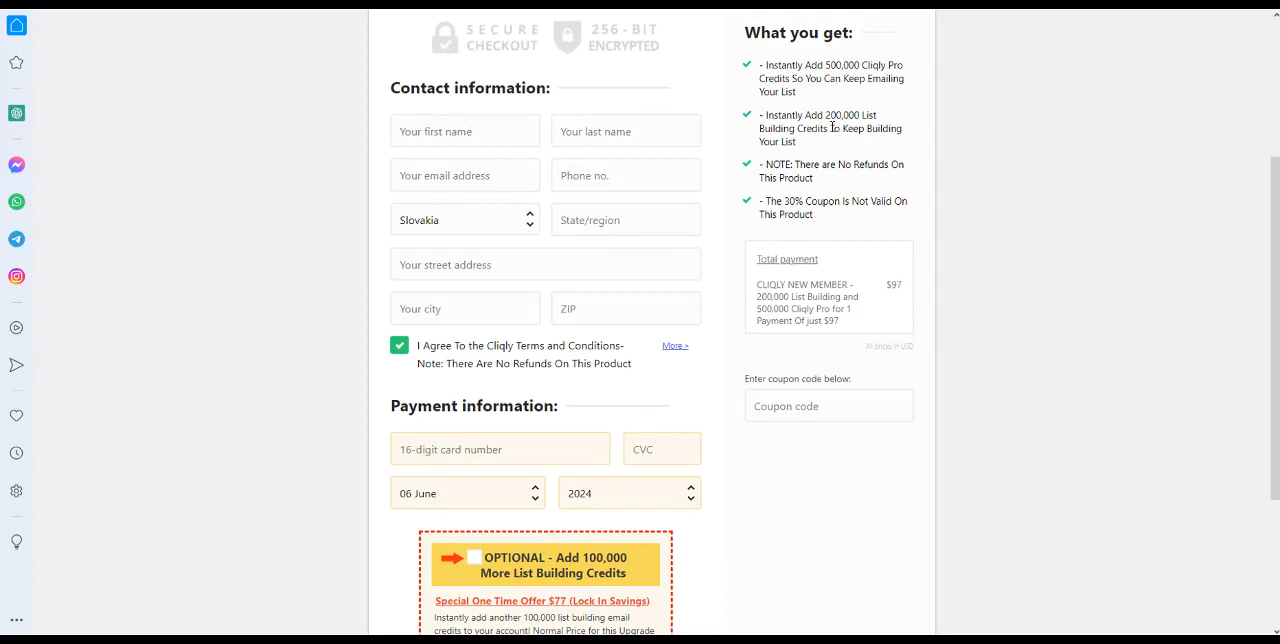 SECURE
CHECKOUT
256-BIT
ENCRYPTED
Contact information:
Your first name
Your last name
Your email address
Phone no.
Slovakia
State/region
Your street address
Your city
ZIP
I Agree To the Cliqly Terms and Conditions-
Note: There Are No Refunds On This Product
More »
Payment information:
16-digit card number
CVC
06 June
2024
OPTIONAL - Add 100,000
More List Building Credits
Special One Time Offer $77 (Lock In Savings)
Instantly add another 100,000 list building email
credits to your account! Normal Price for this Upgrade
What you get:
- Instantly Add 500,000 Cliqly Pro
Credits So You Can Keep Emailing
Your List
- Instantly Add 200,000 List
Building Credits To Keep Building
Your List
- NOTE: There are No Refunds On
This Product
- The 30% Coupon Is Not Valid On
This Product
Total payment
CLIQLY NEW MEMBER - $97
200,000 List Building and
500,000 Cliqly Pro for 1
Payment Of just $97
All prices in USD
Enter coupon code below:
Coupon code